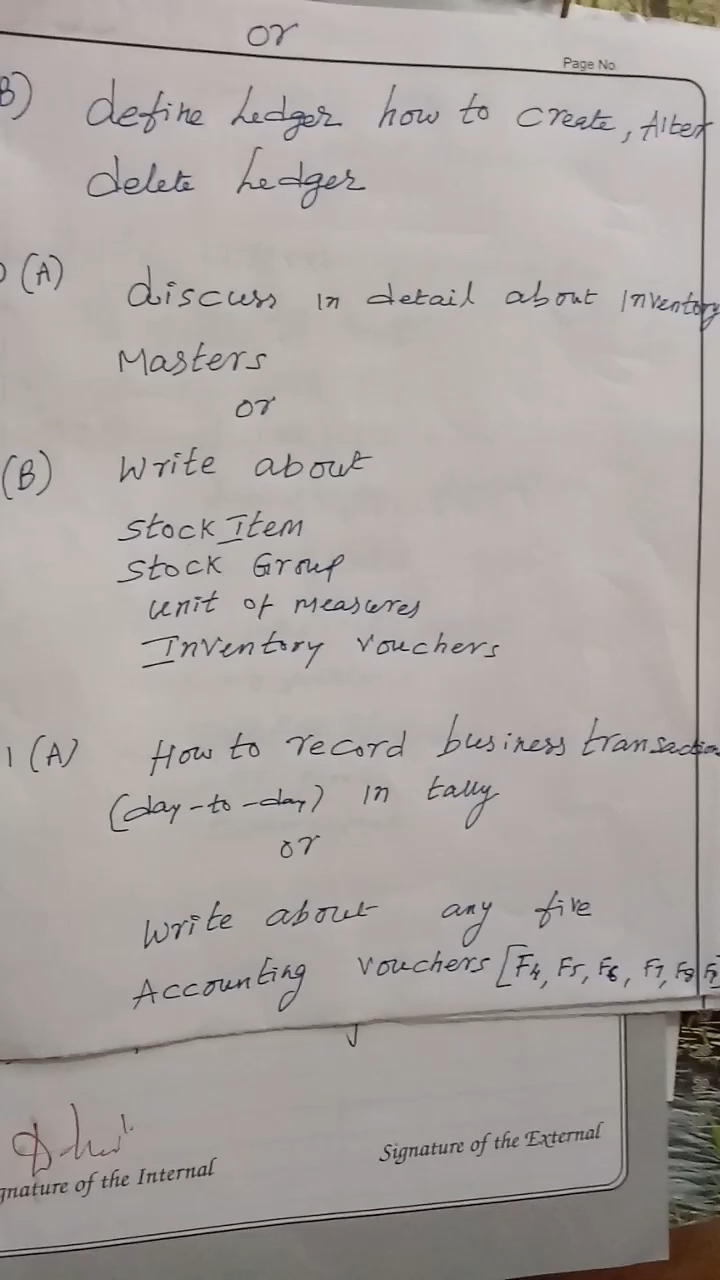 or
Page No
B) define Ledger how to create, Alter
delete Ledger
(A) discuss in detail about Inventory
Masters
or
(B) Write about
Stock Item
Stock Group
unit of measures
Inventory Vouchers
1 (A) How to record business transaction
(day-to-day) in tally
or
Write about any five
Accounting Vouchers [F4, F5, F6, F7, F8
Signature of the External
gnature of the Internal